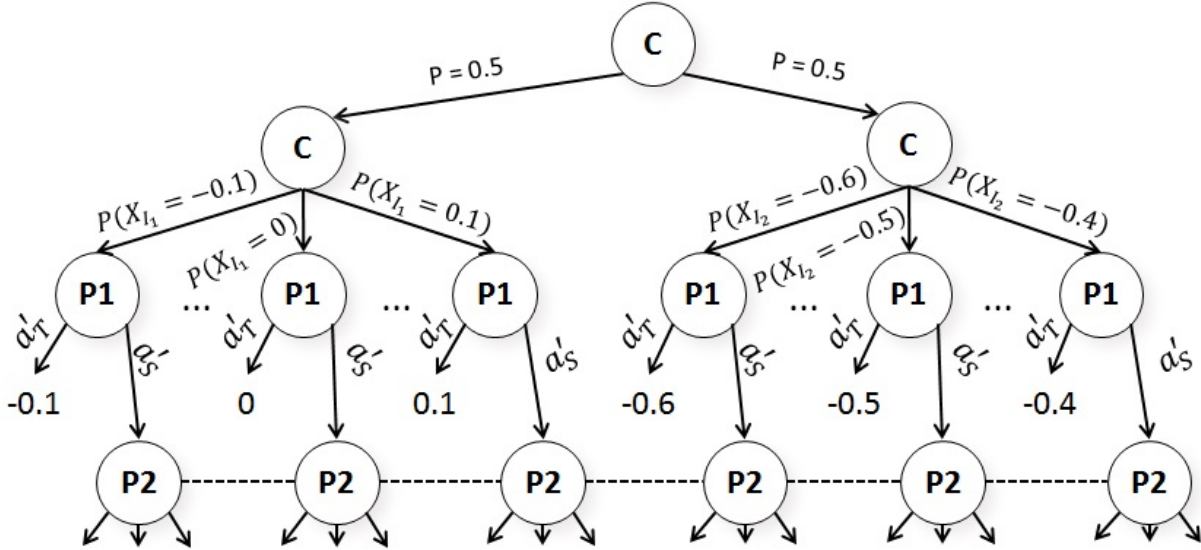 C
P = 0.5
P = 0.5
C
C
P(X_{I_1} = −0.1)
P(X_{I_1} = 0)
P(X_{I_1} = 0.1)
P(X_{I_2} = −0.6)
P(X_{I_2} = −0.5)
P(X_{I_2} = −0.4)
P1 ... P1 ... P1 P1 ... P1 ... P1
a'_T a'_S a'_T a'_S a'_T a'_S a'_T a'_S a'_T a'_S a'_T a'_S
-0.1 0 0.1 -0.6 -0.5 -0.4
P2 P2 P2 P2 P2 P2